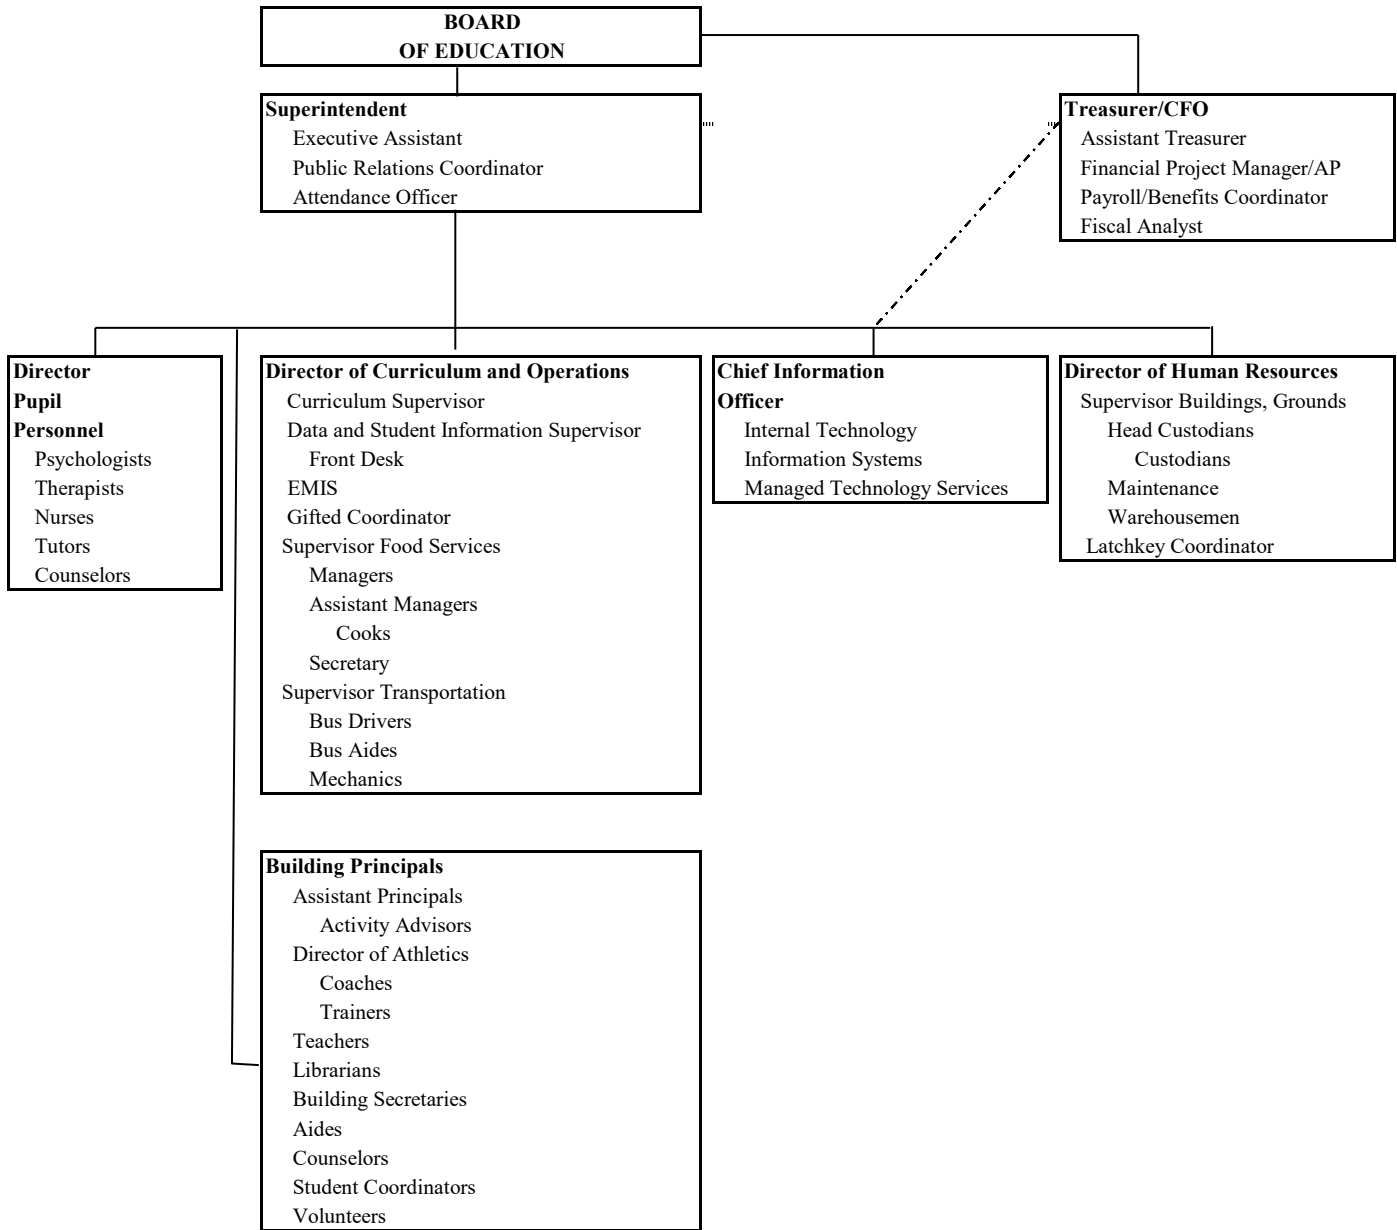 BOARD
OF EDUCATION
Superintendent
Executive Assistant
Public Relations Coordinator
Attendance Officer
Treasurer/CFO
Assistant Treasurer
Financial Project Manager/AP
Payroll/Benefits Coordinator
Fiscal Analyst
Director
Pupil
Personnel
Psychologists
Therapists
Nurses
Tutors
Counselors
Director of Curriculum and Operations
Curriculum Supervisor
Data and Student Information Supervisor
Front Desk
EMIS
Gifted Coordinator
Supervisor Food Services
Managers
Assistant Managers
Cooks
Secretary
Supervisor Transportation
Bus Drivers
Bus Aides
Mechanics
Chief Information
Officer
Internal Technology
Information Systems
Managed Technology Services
Director of Human Resources
Supervisor Buildings, Grounds
Head Custodians
Custodians
Maintenance
Warehousemen
Latchkey Coordinator
Building Principals
Assistant Principals
Activity Advisors
Director of Athletics
Coaches
Trainers
Teachers
Librarians
Building Secretaries
Aides
Counselors
Student Coordinators
Volunteers